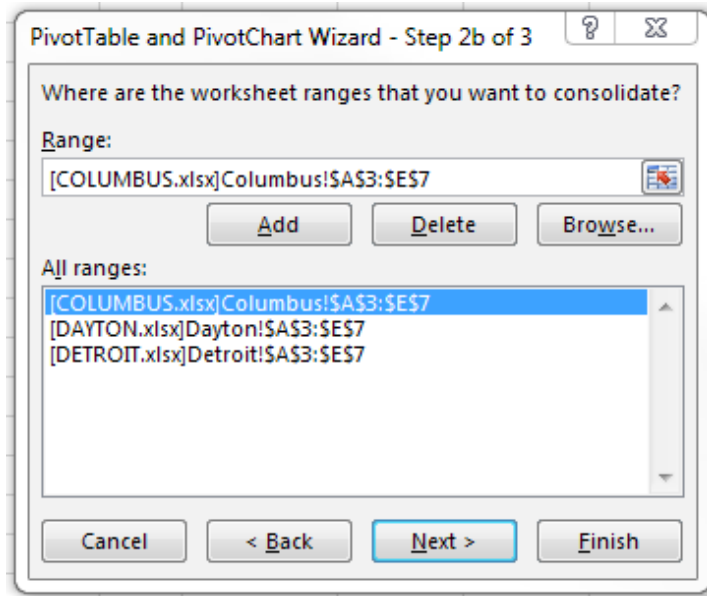 PivotTable and PivotChart Wizard - Step 2b of 3
Where are the worksheet ranges that you want to consolidate?
Range:
[COLUMBUS.xlsx]Columbus!$A$3:$E$7
Add Delete Browse...
All ranges:
[COLUMBUS.xlsx]Columbus!$A$3:$E$7
[DAYTON.xlsx]Dayton!$A$3:$E$7
[DETROIT.xlsx]Detroit!$A$3:$E$7
Cancel < Back Next > Finish